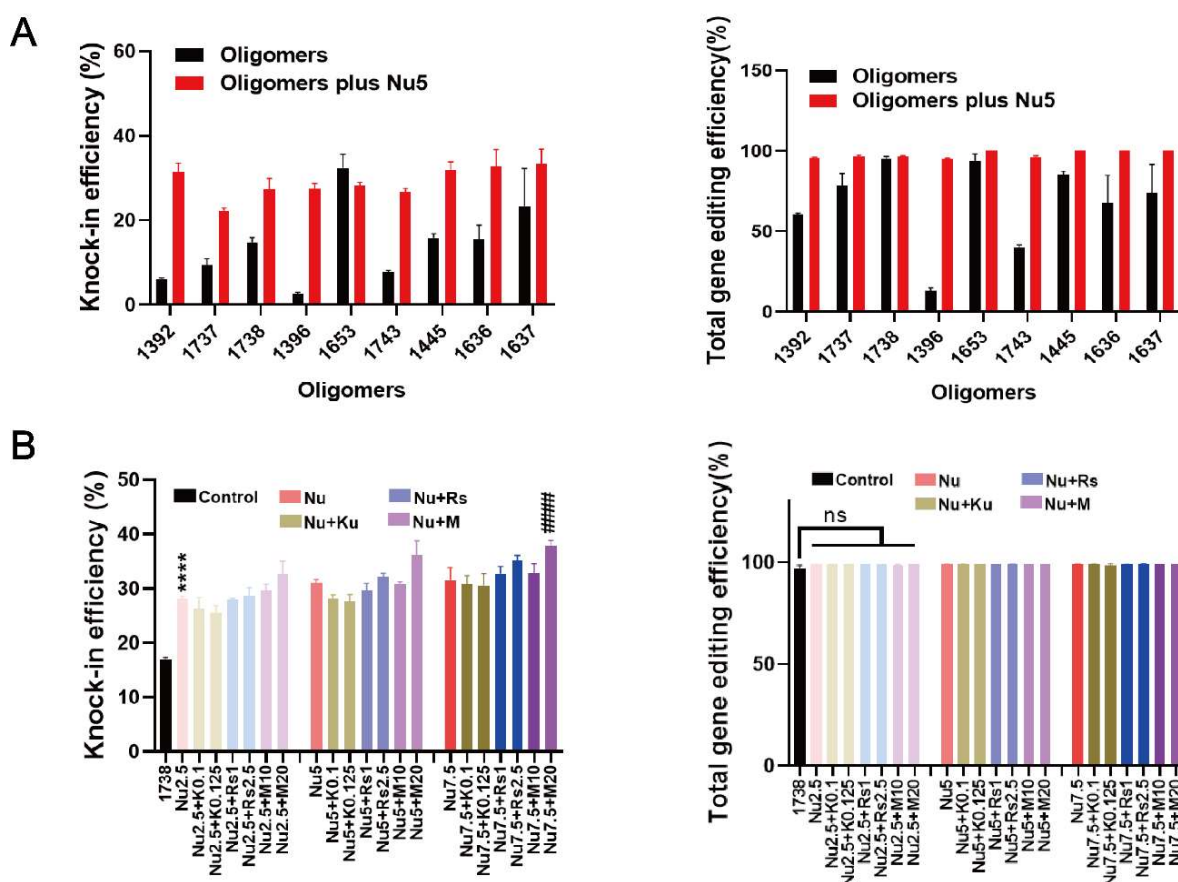 A
Knock-in efficiency (%)
60
40
20
0
Oligomers
Oligomers plus Nu5
1392
1737
1738
1396
1653
1743
1445
1636
1637
Oligomers
Total gene editing efficiency(%)
150
100
50
0
Oligomers
Oligomers plus Nu5
1392
1737
1738
1396
1653
1743
1445
1636
1637
Oligomers
B
Knock-in efficiency (%)
50
40
30
20
10
0
Control
Nu
Nu+Rs
Nu+Ku
Nu+M
****
####
1738
Nu2.5
Nu2.5+K0.1
Nu2.5+K0.125
Nu2.5+Rs1
Nu2.5+Rs2.5
Nu2.5+M10
Nu2.5+M20
Nu5
Nu5+K0.1
Nu5+K0.125
Nu5+Rs1
Nu5+Rs2.5
Nu5+M10
Nu5+M20
Nu7.5
Nu7.5+K0.1
Nu7.5+K0.125
Nu7.5+Rs1
Nu7.5+Rs2.5
Nu7.5+M10
Nu7.5+M20
Total gene editing efficiency(%)
100
50
0
Control
Nu
Nu+Rs
Nu+Ku
Nu+M
ns
1738
Nu2.5
Nu2.5+K0.1
Nu2.5+K0.125
Nu2.5+Rs1
Nu2.5+Rs2.5
Nu2.5+M10
Nu2.5+M20
Nu5
Nu5+K0.1
Nu5+K0.125
Nu5+Rs1
Nu5+Rs2.5
Nu5+M10
Nu5+M20
Nu7.5
Nu7.5+K0.1
Nu7.5+K0.125
Nu7.5+Rs1
Nu7.5+Rs2.5
Nu7.5+M10
Nu7.5+M20